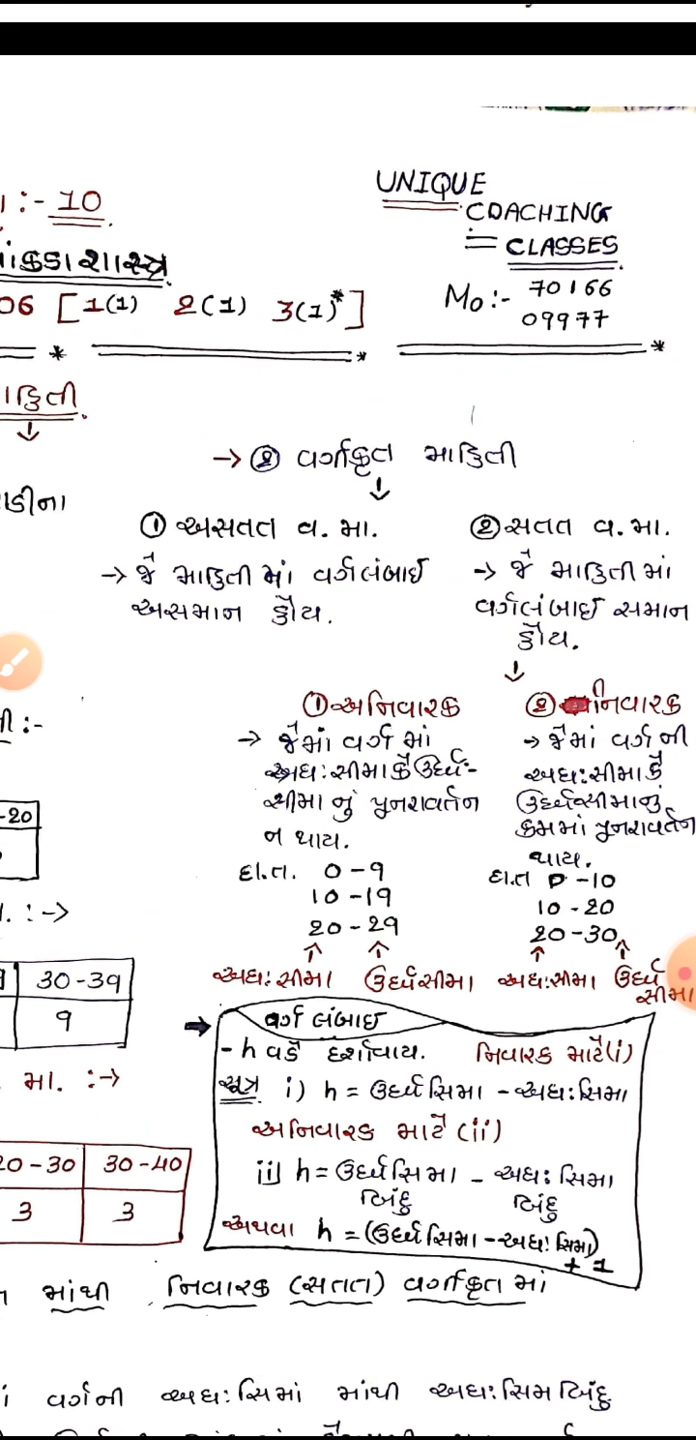 :- 10
UNIQUE
COACHING
CLASSES
Mo:- 70166
09977
કડાશાસ્ત્ર
06 [1(1) 2(1) 3(1)*]
→ ② વર્ગીકૃત માહિતી
① અસતત વ. મા.
→ જે માહિતી માં વર્ગલંબાઈ
અસમાન હોય.
② સતત વ. મા.
→ જે માહિતી માં
વર્ગલંબાઈ સમાન
હોય.
① અનિવારક
→ જેમાં વર્ગ માં
અધ:સીમા કે ઉર્ધ્વ-
સીમા નું પુનરાવર્તન
ન થાય.
દા.ત. 0-9
10-19
20-29
અધ:સીમા ઉર્ધ્વસીમા
② નિવારક
→ જેમાં વર્ગ ની
અધ:સીમા કે
ઉર્ધ્વસીમાનું
ક્રમમાં પુનરાવર્તન
થાય.
દા.ત 0-10
10-20
20-30
અધ:સીમા ઉર્ધ્વ
સીમા
-20
:→
30-39
9
મા. :→
20-30 30-40
3 3
વર્ગ લંબાઈ
- h વડે દર્શાવાય. નિવારક માટે(i)
સૂત્ર i) h = ઉર્ધ્વ સિમા - અધ:સિમા
અનિવારક માટે (ii)
ii) h = ઉર્ધ્વ સિમા - અધ: સિમા
બિંદુ બિંદુ
અથવા h = (ઉર્ધ્વ સિમા - અધ: સિમા)
+ 1
માંથી નિવારક (સતત) વર્ગીકૃત માં
વર્ગની અધ:સિમાં માંથી અધ:સિમ બિંદુ